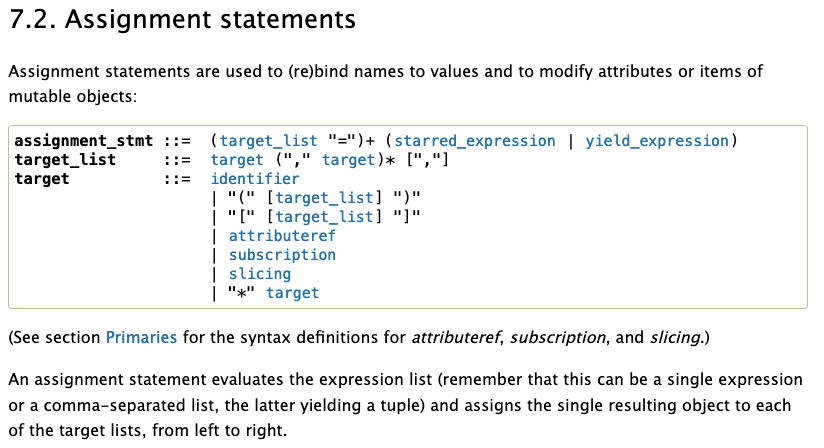 7.2. Assignment statements
Assignment statements are used to (re)bind names to values and to modify attributes or items of
mutable objects:
assignment_stmt ::= (target_list "=")+ (starred_expression | yield_expression)
target_list ::= target ("," target)* [","]
target ::= identifier
| "(" [target_list] ")"
| "[" [target_list] "]"
| attributeref
| subscription
| slicing
| "*" target
(See section Primaries for the syntax definitions for attributeref, subscription, and slicing.)
An assignment statement evaluates the expression list (remember that this can be a single expression
or a comma-separated list, the latter yielding a tuple) and assigns the single resulting object to each
of the target lists, from left to right.